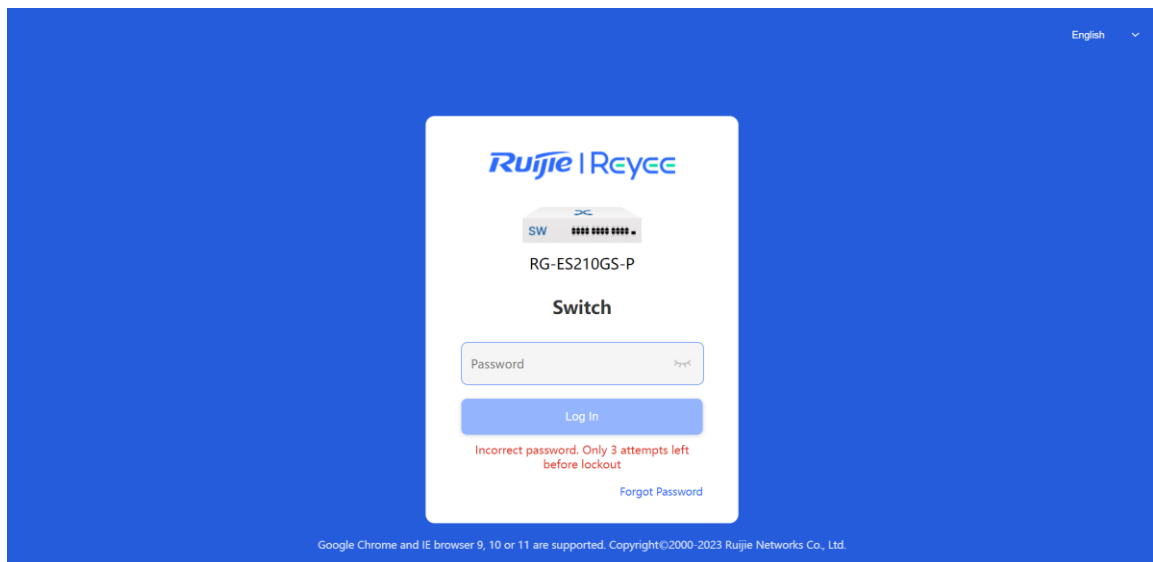 English
Ruijie | Reyee
SW
RG-ES210GS-P
Switch
Password
Log In
Incorrect password. Only 3 attempts left
before lockout
Forgot Password
Google Chrome and IE browser 9, 10 or 11 are supported. Copyright©2000-2023 Ruijie Networks Co., Ltd.